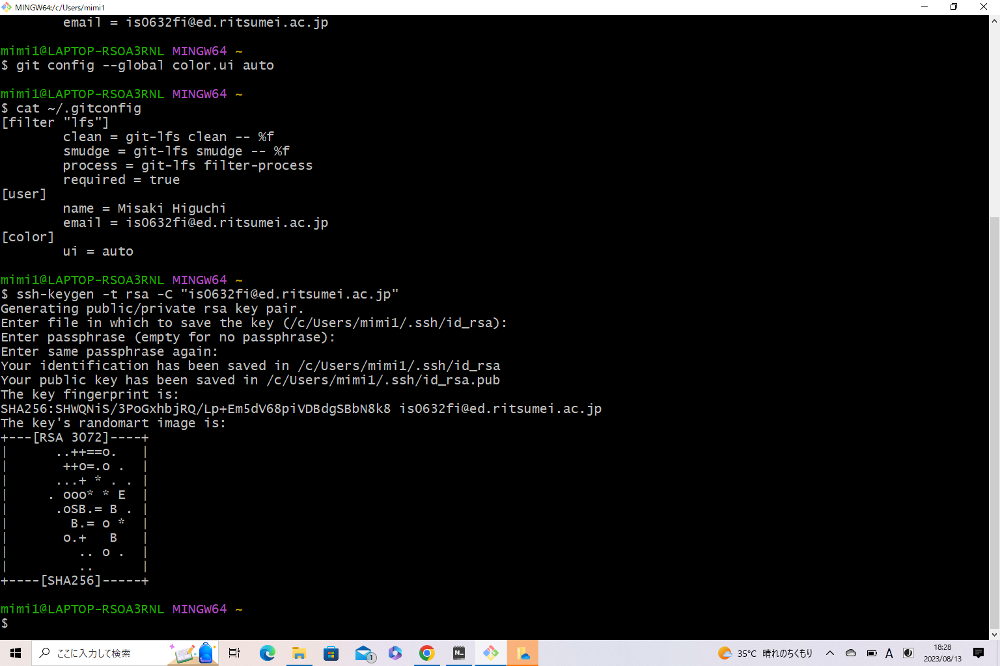 MINGW64:/c/Users/mimi1
email = is0632fi@ed.ritsumei.ac.jp
mimi1@LAPTOP-RSOA3RNL MINGW64 ~
$ git config --global color.ui auto
mimi1@LAPTOP-RSOA3RNL MINGW64 ~
$ cat ~/.gitconfig
[filter "lfs"]
clean = git-lfs clean -- %f
smudge = git-lfs smudge -- %f
process = git-lfs filter-process
required = true
[user]
name = Misaki Higuchi
email = is0632fi@ed.ritsumei.ac.jp
[color]
ui = auto
mimi1@LAPTOP-RSOA3RNL MINGW64 ~
$ ssh-keygen -t rsa -C "is0632fi@ed.ritsumei.ac.jp"
Generating public/private rsa key pair.
Enter file in which to save the key (/c/Users/mimi1/.ssh/id_rsa):
Enter passphrase (empty for no passphrase):
Enter same passphrase again:
Your identification has been saved in /c/Users/mimi1/.ssh/id_rsa
Your public key has been saved in /c/Users/mimi1/.ssh/id_rsa.pub
The key fingerprint is:
SHA256:SHWQNiS/3PoGxhbjRQ/Lp+Em5dV68piVDBdgSBbN8k8 is0632fi@ed.ritsumei.ac.jp
The key's randomart image is:
+---[RSA 3072]----+
|      ..++==o.   |
|       ++o=.o .  |
|      ...+ * . . |
|     . ooo* * E  |
|      .oSB.= B . |
|        B.= o *  |
|       o.+   B   |
|         .. o .  |
|         ..      |
+----[SHA256]-----+
mimi1@LAPTOP-RSOA3RNL MINGW64 ~
$
ここに入力して検索
1
35°C 晴れのちくもり
A
18:28
2023/08/13